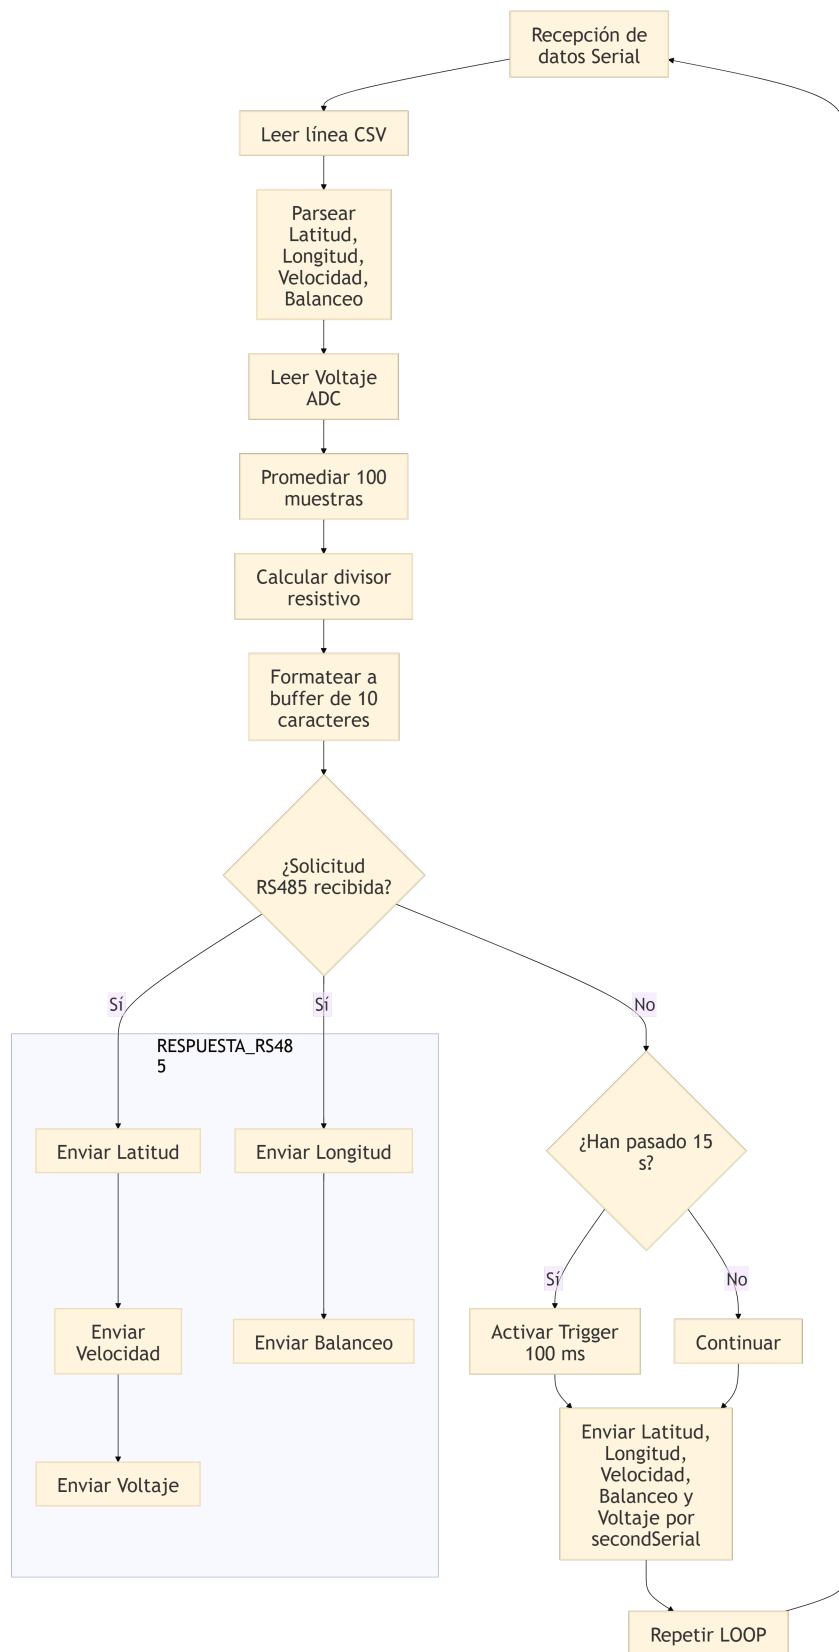 Recepción de
datos Serial
Leer línea CSV
Parsear
Latitud,
Longitud,
Velocidad,
Balanceo
Leer Voltaje
ADC
Promediar 100
muestras
Calcular divisor
resistivo
Formatear a
buffer de 10
caracteres
¿Solicitud
RS485 recibida?
Sí
Sí
No
RESPUESTA_RS48
5
Enviar Latitud
Enviar Longitud
¿Han pasado 15
s?
Sí
No
Enviar
Velocidad
Enviar Balanceo
Activar Trigger
100 ms
Continuar
Enviar Voltaje
Enviar Latitud,
Longitud,
Velocidad,
Balanceo y
Voltaje por
secondSerial
Repetir LOOP